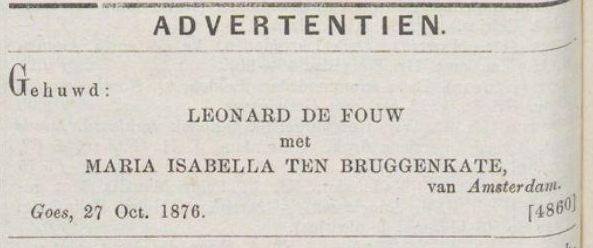 ADVERTENTIEN.
Gehuwd:
LEONARD DE FOUW
met
MARIA ISABELLA TEN BRUGGENKATE,
van Amsterdam.
Goes, 27 Oct. 1876. [4860]